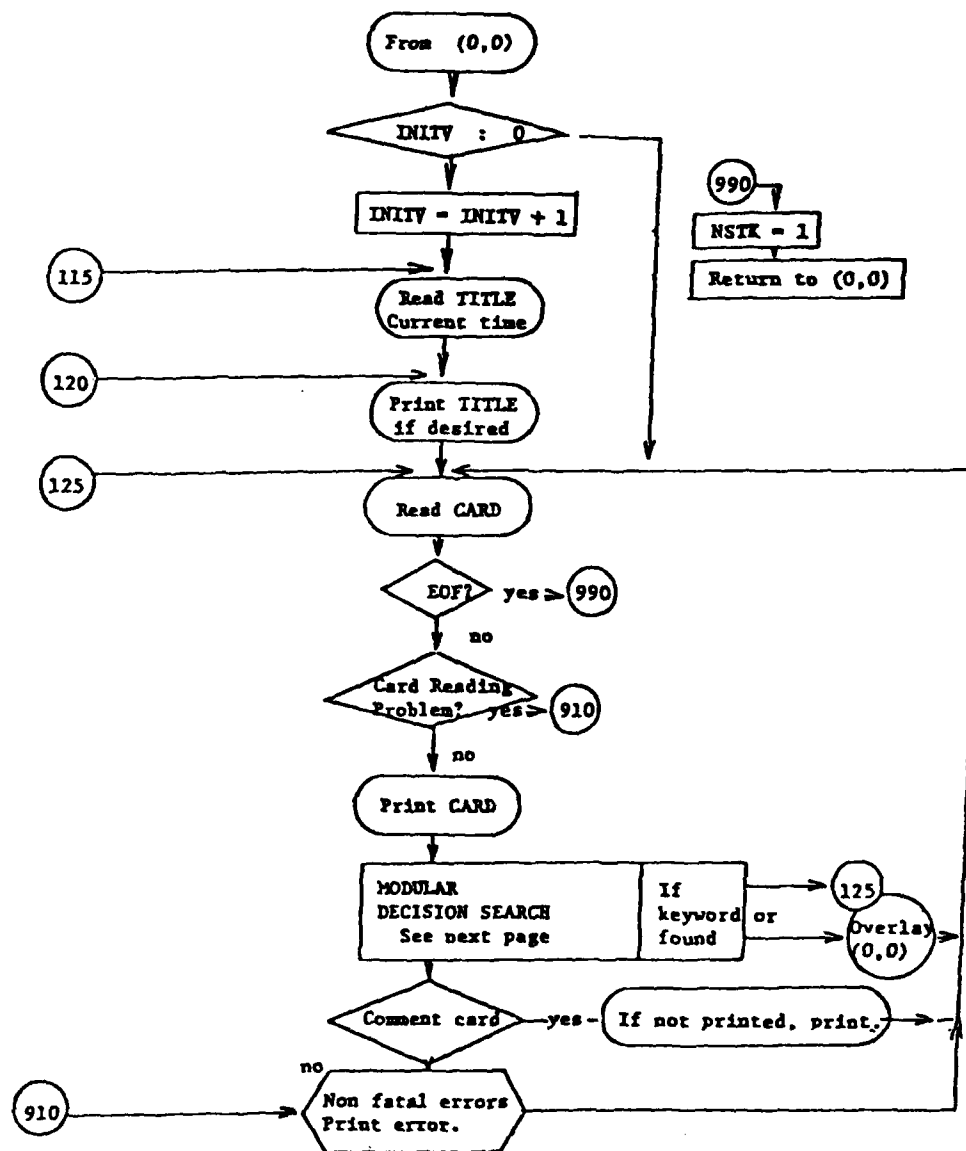 From (0,0)
INITV : 0
INITV = INITV + 1
990
NSTK = 1
Return to (0,0)
115
Read TITLE
Current time
120
Print TITLE
if desired
125
Read CARD
EOF? yes 990
no
Card Reading
Problem? yes 910
no
Print CARD
MODULAR
DECISION SEARCH
See next page
If
keyword or
found
125
Overlay
(0,0)
Comment card yes If not printed, print.
no
910
Non fatal errors
Print error.